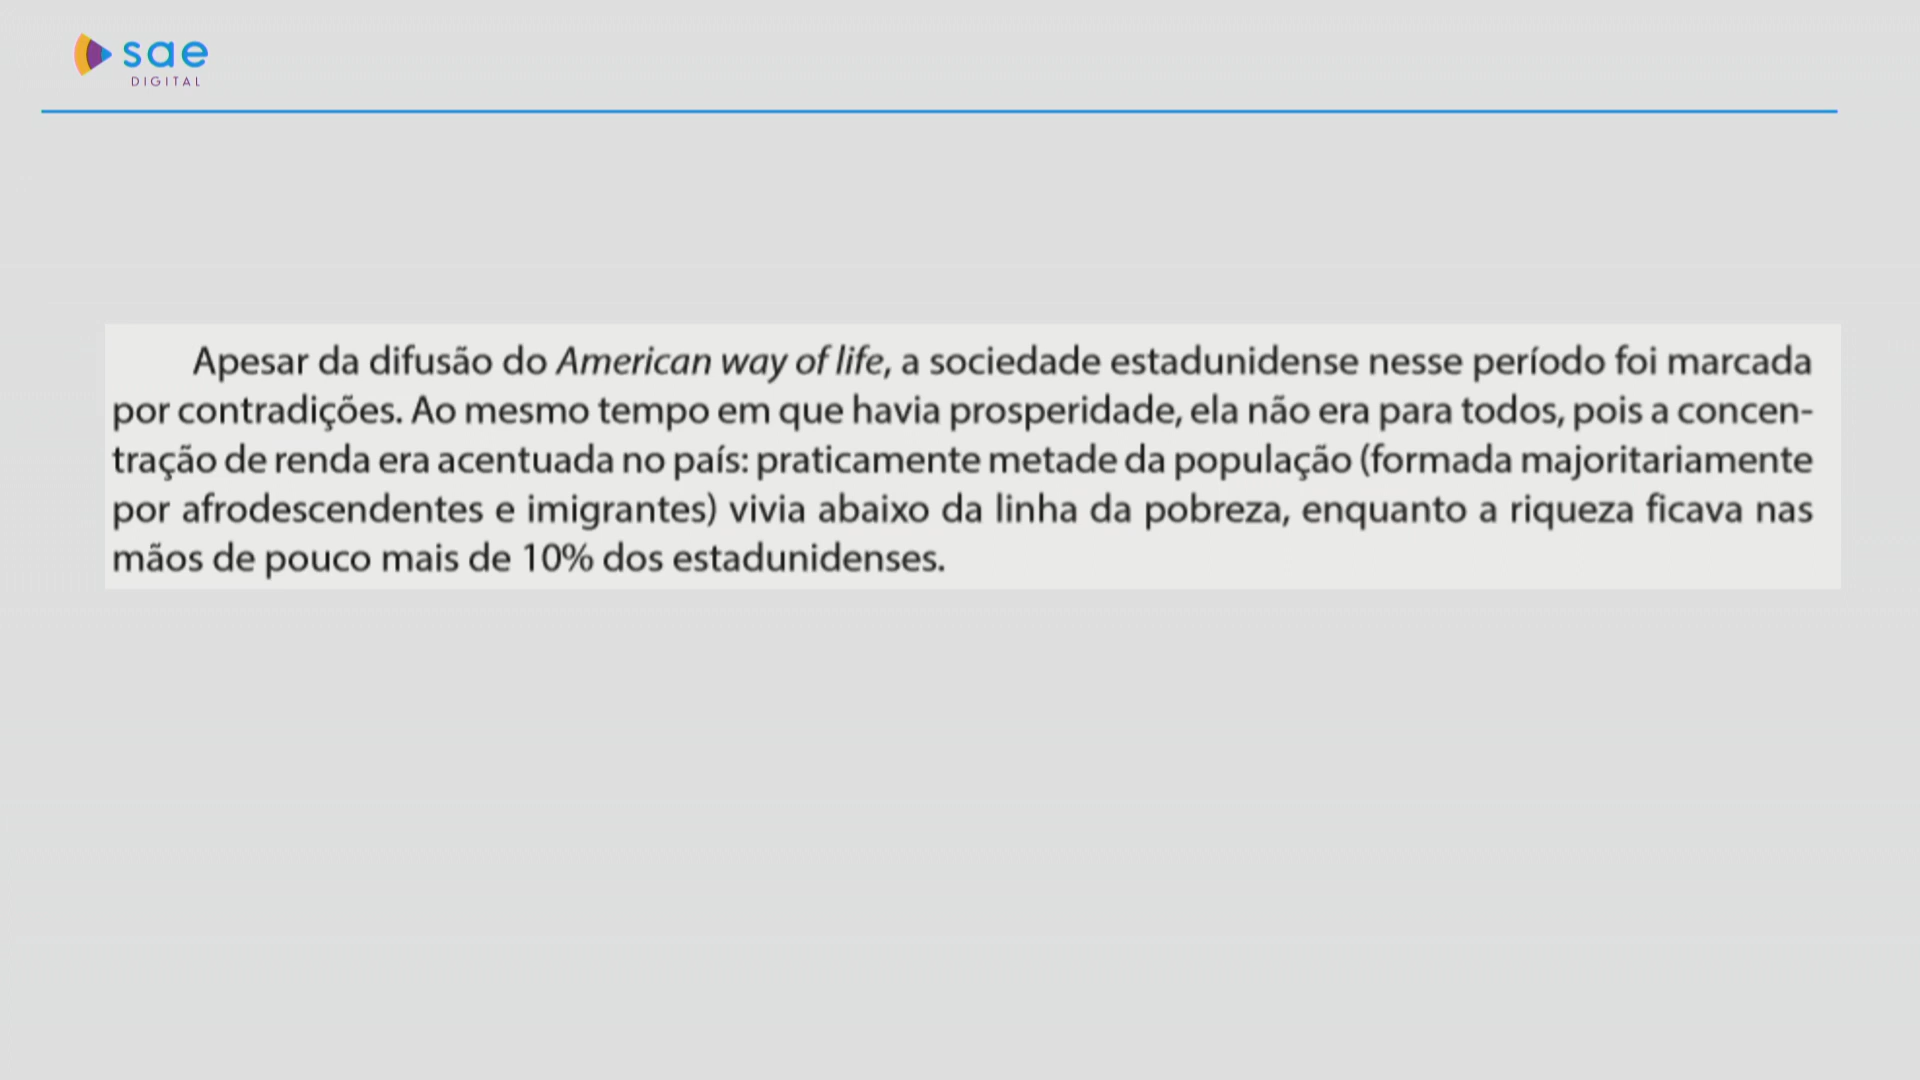 sae
DIGITAL
Apesar da difusão do American way of life, a sociedade estadunidense nesse período foi marcada
por contradições. Ao mesmo tempo em que havia prosperidade, ela não era para todos, pois a concen-
tração de renda era acentuada no país: praticamente metade da população (formada majoritariamente
por afrodescendentes e imigrantes) vivia abaixo da linha da pobreza, enquanto a riqueza ficava nas
mãos de pouco mais de 10% dos estadunidenses.